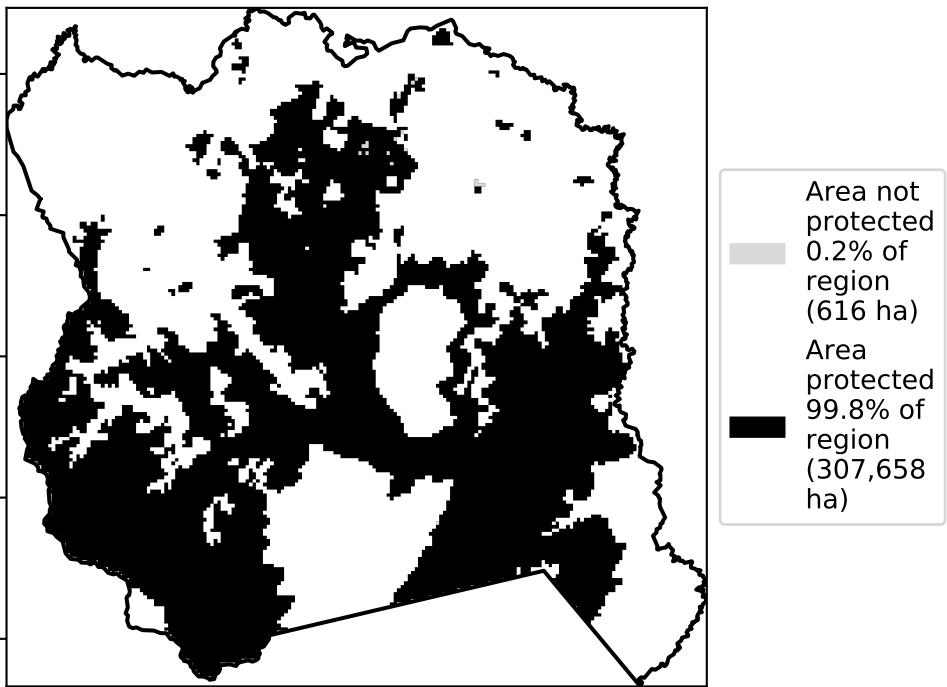 Area not
protected
0.2% of
region
(616 ha)
Area
protected
99.8% of
region
(307,658
ha)